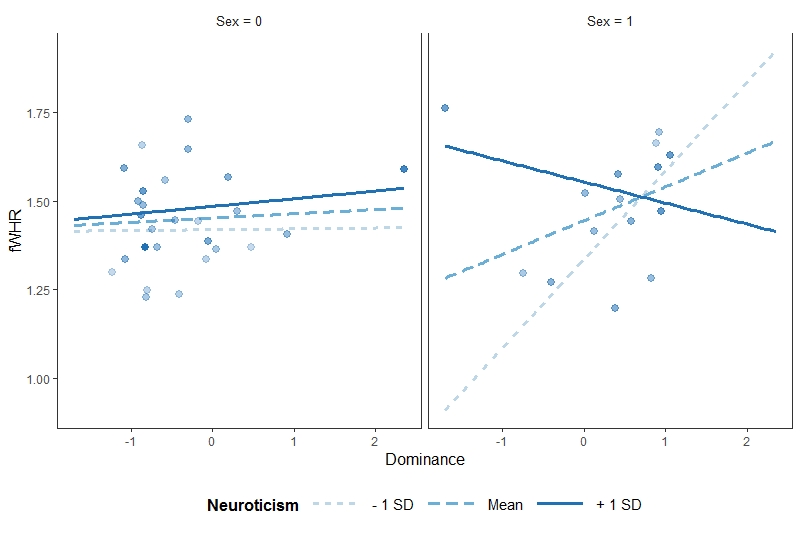 Sex = 0
Sex = 1
fWHR
1.75
1.50
1.25
1.00
-1 0 1 2
-1 0 1 2
Dominance
Neuroticism - 1 SD Mean + 1 SD